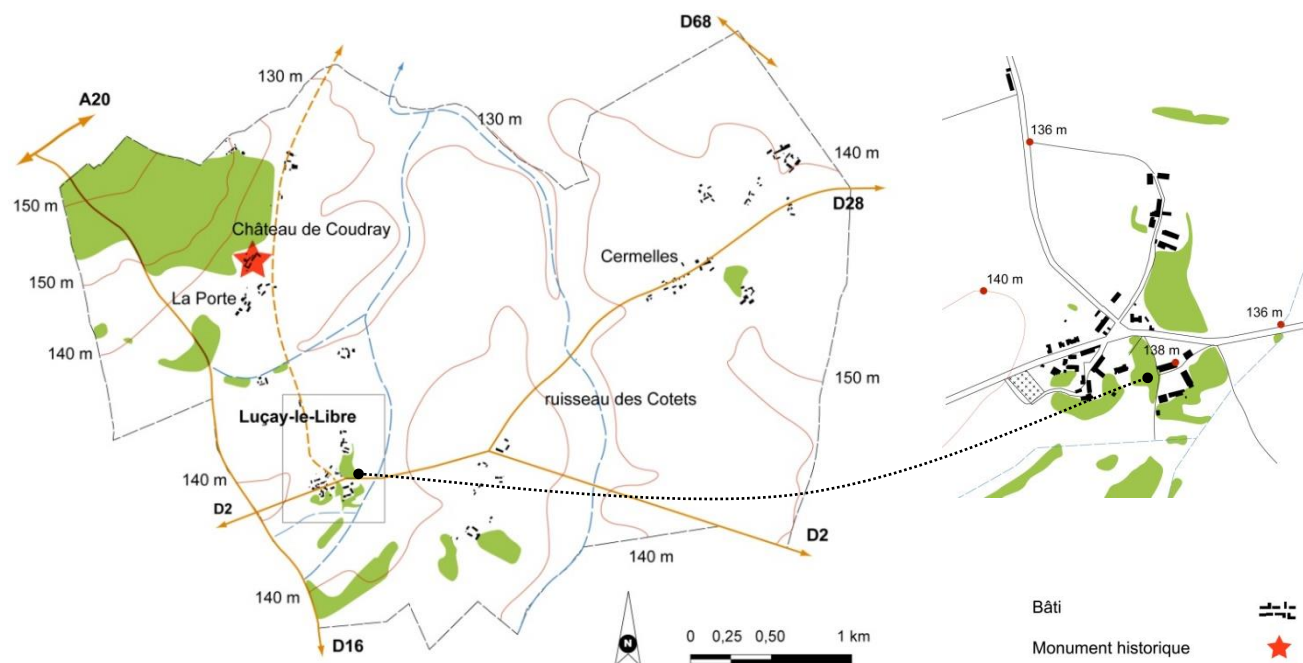 D68
A20
130 m
130 m
140 m
150 m
D28
Château de Coudray
Cermelles
150 m
La Porte
140 m
150 m
ruisseau des Cotets
Luçay-le-Libre
140 m
D2
D2
140 m
140 m
D16
N
0 0,25 0,50 1 km
136 m
140 m
136 m
138 m
Bâti
Monument historique